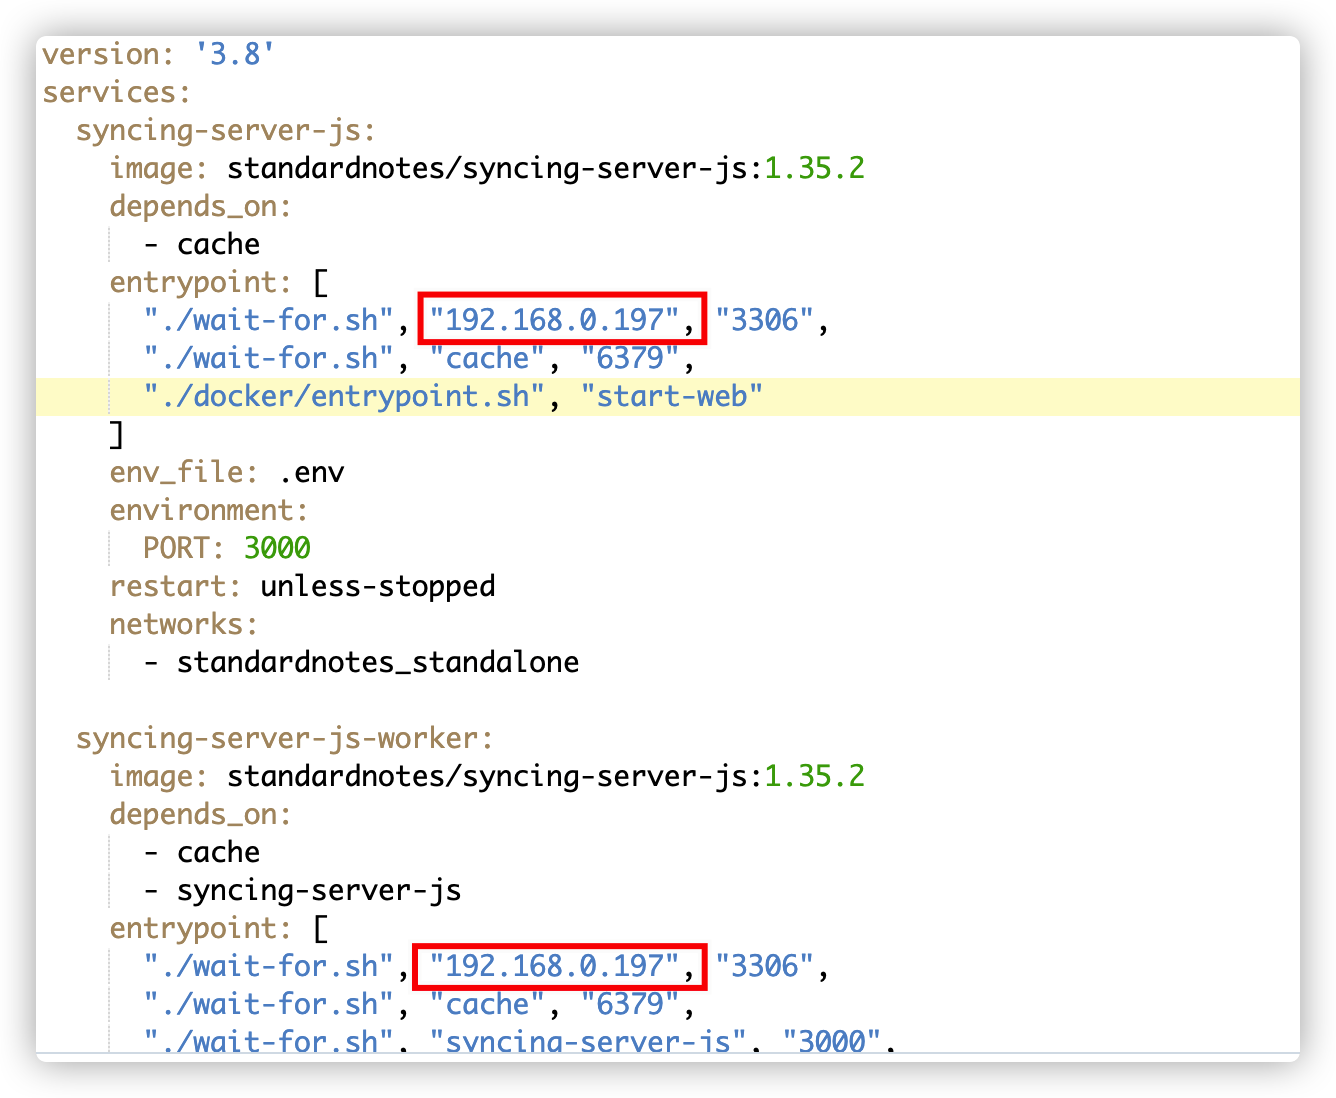 version: '3.8'
services:
  syncing-server-js:
    image: standardnotes/syncing-server-js:1.35.2
    depends_on:
      - cache
    entrypoint: [
      "./wait-for.sh", "192.168.0.197", "3306",
      "./wait-for.sh", "cache", "6379",
      "./docker/entrypoint.sh", "start-web"
    ]
    env_file: .env
    environment:
      PORT: 3000
    restart: unless-stopped
    networks:
      - standardnotes_standalone
  syncing-server-js-worker:
    image: standardnotes/syncing-server-js:1.35.2
    depends_on:
      - cache
      - syncing-server-js
    entrypoint: [
      "./wait-for.sh", "192.168.0.197", "3306",
      "./wait-for.sh", "cache", "6379",
      "./wait-for.sh", "syncing-server-js", "3000",